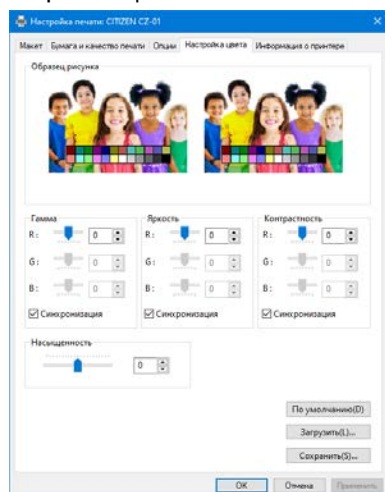 Настройка печати: CITIZEN CZ-01
Макет Бумага и качество печати Опции Настройка цвета Информация о принтере
Образец рисунка
Гамма Яркость Контрастность
R: 0 R: 0 R: 0
G: 0 G: 0 G: 0
B: 0 B: 0 B: 0
Синхронизация Синхронизация Синхронизация
Насыщенность
0
По умолчанию(D)
Загрузить(L)...
Сохранить(S)...
OK Отмена Применить